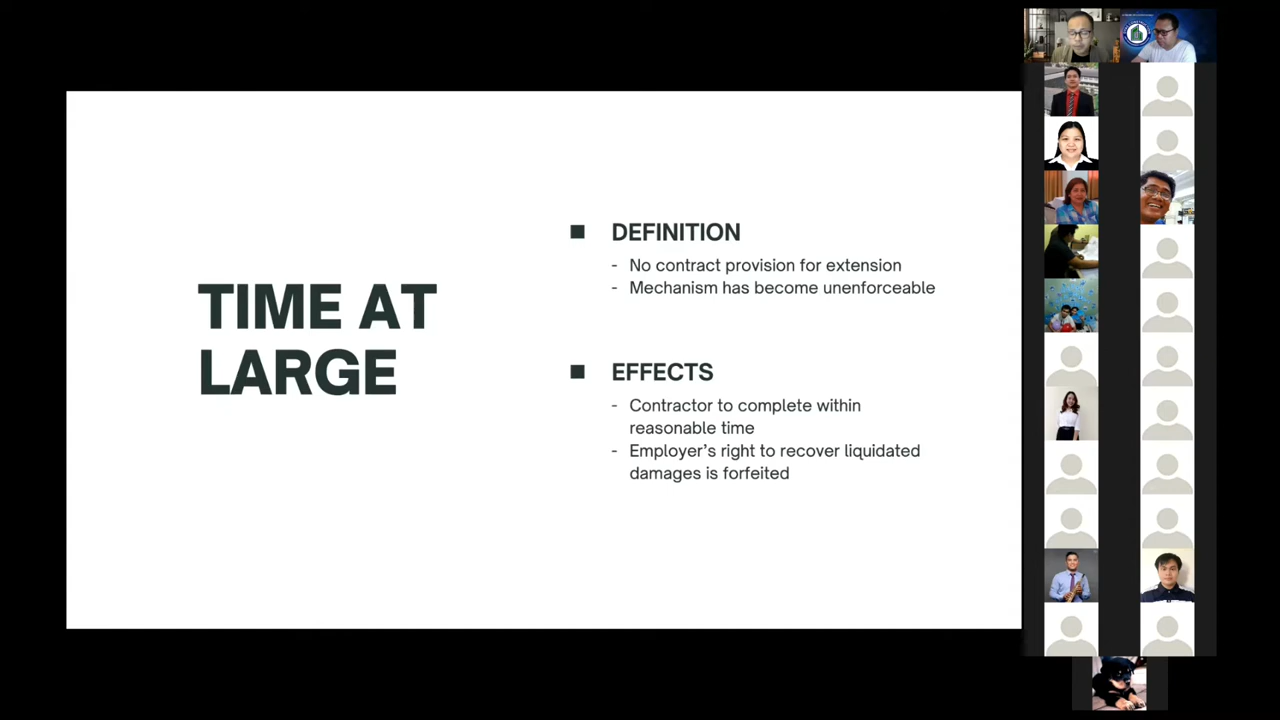 TIME AT
LARGE
DEFINITION
- No contract provision for extension
- Mechanism has become unenforceable
EFFECTS
- Contractor to complete within
reasonable time
- Employer's right to recover liquidated
damages is forfeited